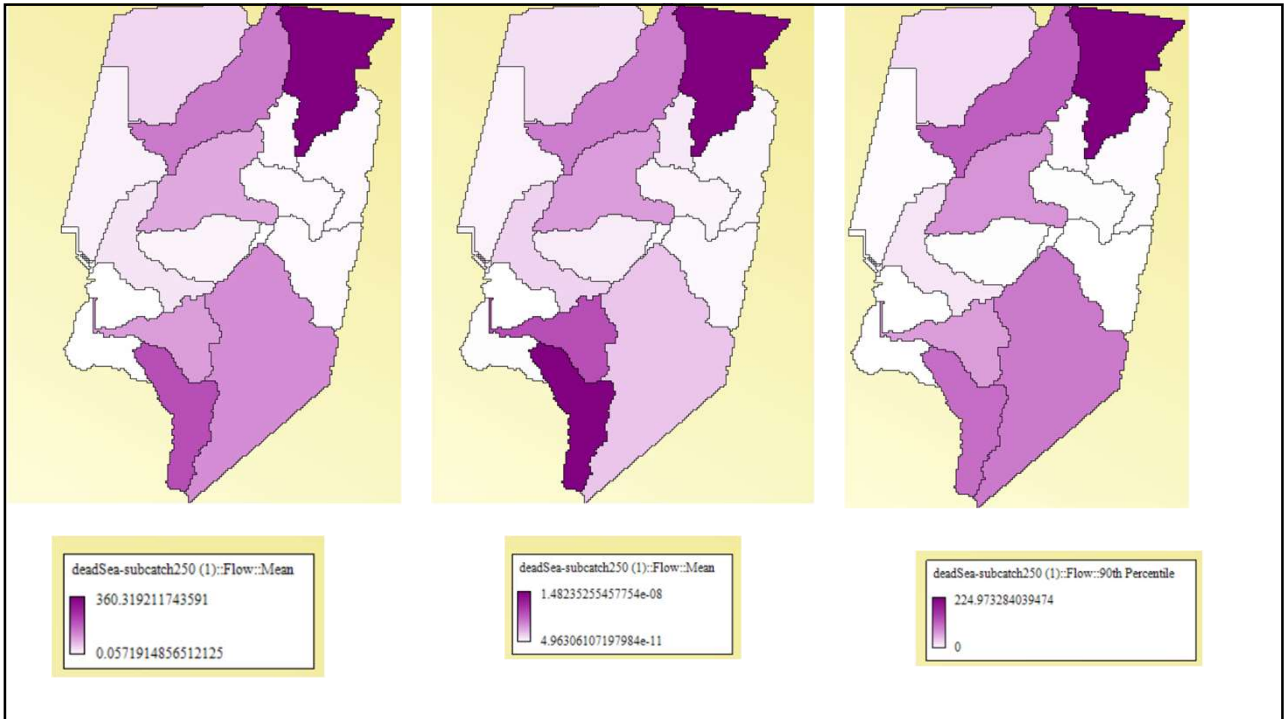 deadSea-subcatch250 (1)::Flow::Mean
360.319211743591
0.0571914856512125
deadSea-subcatch250 (1)::Flow::Mean
1.48235255457754e-08
4.96306107197984e-11
deadSea-subcatch250 (1)::Flow::90th Percentile
224.973284039474
0